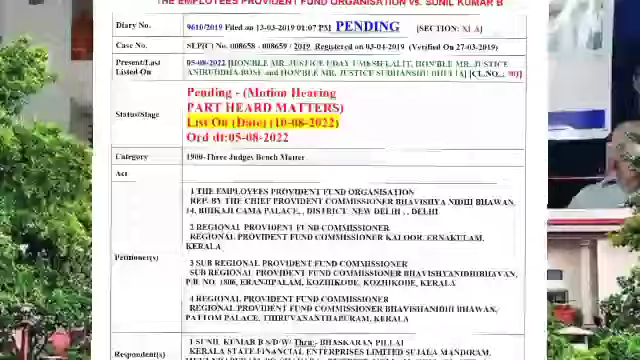 THE EMPLOYEES PROVIDENT FUND ORGANISATION vs. SUNIL KUMAR B
Diary No. 9610/2019 Filed on 13-03-2019 01:07 PM PENDING [SECTION: XI A]
Case No. SLP(C) No. 008658 - 008659 / 2019 Registered on 03-04-2019 (Verified On 27-03-2019)
Present/Last Listed On 05-08-2022 [HON'BLE MR. JUSTICE UDAY UMESH LALIT, HON'BLE MR. JUSTICE
ANIRUDDHA BOSE and HON'BLE MR. JUSTICE SUDHANSHU DHULIA] [CL.NO.:
Status/Stage
Pending - (Motion Hearing
PART HEARD MATTERS)
List On (Date) (10-08-2022)
Ord dt:05-08-2022
Category 1900-Three Judges Bench Matter
Act
Petitioner(s)
1 THE EMPLOYEES PROVIDENT FUND ORGANISATION
REP. BY THE CHIEF PROVIDENT COMMISSIONER BHAVISHYA NIDHI BHAWAN,
14, BHIKAJI CAMA PALACE, , DISTRICT: NEW DELHI , , DELHI
2 REGIONAL PROVIDENT FUND COMMISSIONER
REGIONAL PROVIDENT FUND COMMISSIONER KALOOR, ERNAKULAM,
KERALA
3 SUB REGIONAL PROVIDENT FUND COMMISSIONER
SUB REGIONAL PROVIDENT FUND COMMISSIONER BHAVISHYANIDHIBHAVAN,
P.B. NO. 1806, ERANJIPALAM, KOZHIKODE, KOZHIKODE, KERALA
4 REGIONAL PROVIDENT FUND COMMISSIONER
REGIONAL PROVIDENT FUND COMMISSIONER BHAVISHANIDHI BHAWAN,
PATTOM PALACE, THIRUVANANTHAPURAM, KERALA
Respondent(s)
1 SUNIL KUMAR B S/D/W/ Thru:- BHASKARAN PILLAI
KERALA STATE FINANCIAL ENTERPRISES LIMITED SUJALA MANDIRAM,